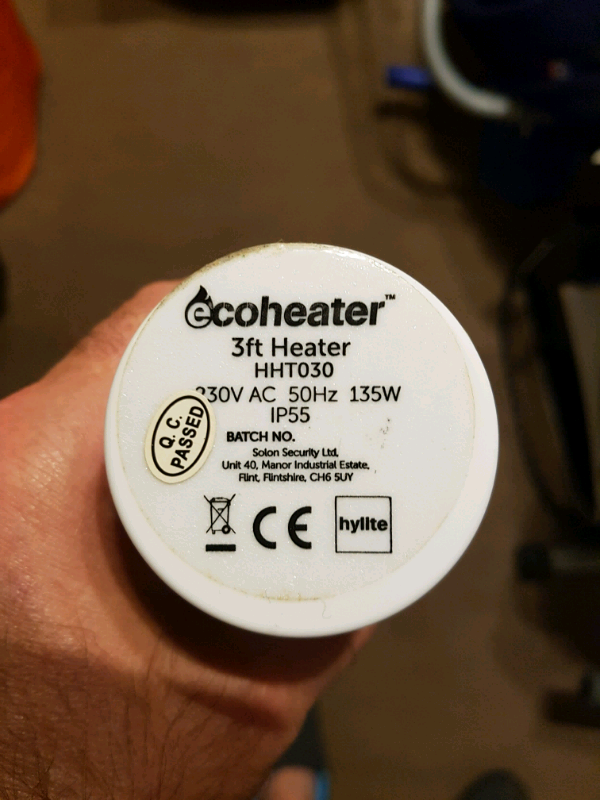 ecoheater™
3ft Heater
HHT030
230V AC 50Hz 135W
IP55
Q. C.
PASSED
BATCH NO.
Solon Security Ltd,
Unit 40, Manor Industrial Estate,
Flint, Flintshire, CH6 5UY
CE
hylite